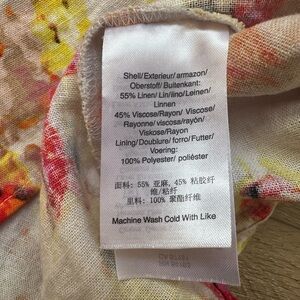 Shell/Exterieur/armazon/
Oberstoff/Buitenkant:
55% Linen/Lin/lino/Leinen/
Linnen
45% Viscose/Rayon/ Viscose/
Rayonne/viscosa/rayón/
Viskose/Rayon
Lining/Doublure/forro/Futter/
Voering:
100% Polyester/ poliéster
面料: 55% 亚麻, 45% 粘胶纤
维/粘纤
里料: 100% 聚酯纤维
Machine Wash Cold With Like